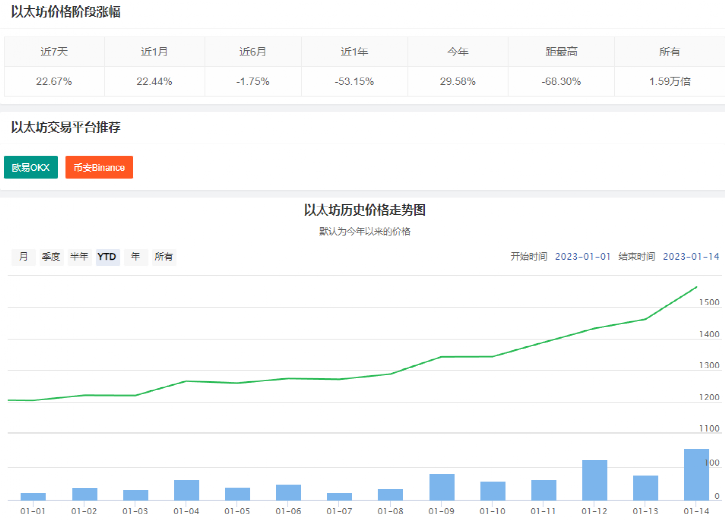 以太坊价格阶段涨幅
近7天 近1月 近6月 近1年 今年 距最高 所有
22.67% 22.44% -1.75% -53.15% 29.58% -68.30% 1.59万倍
以太坊交易平台推荐
欧易OKX 币安Binance
以太坊历史价格走势图
默认为今年以来的价格
月 季度 半年 YTD 年 所有 开始时间 2023-01-01 结束时间 2023-01-14
1500
1400
1300
1200
1100
100
0
01-01 01-02 01-03 01-04 01-05 01-06 01-07 01-08 01-09 01-10 01-11 01-12 01-13 01-14